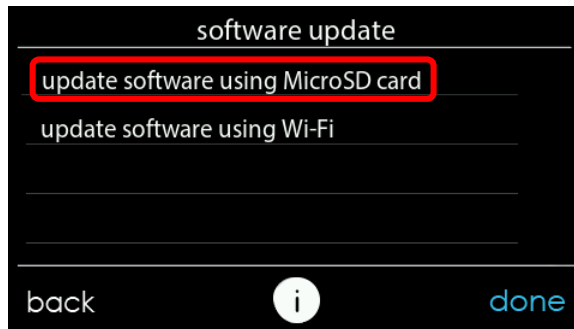 software update
update software using MicroSD card
update software using Wi-Fi
back i done